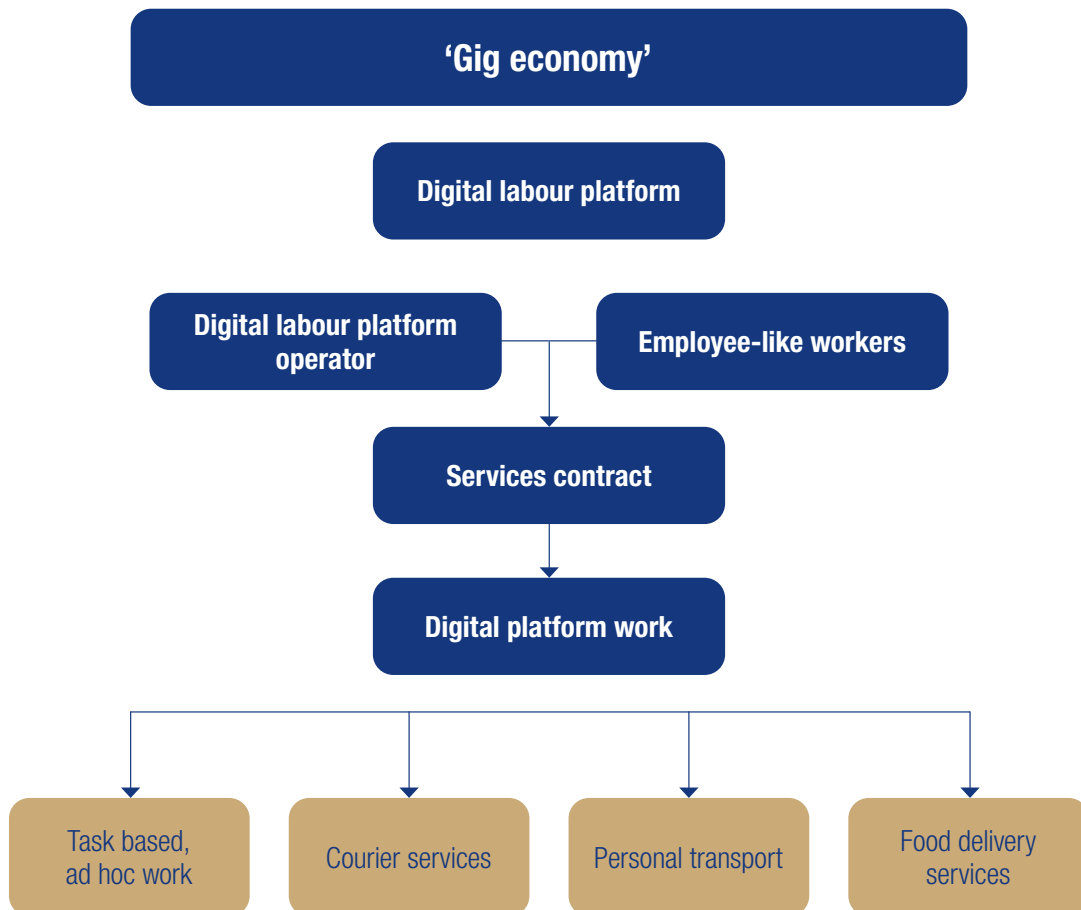 ‘Gig economy’
Digital labour platform
Digital labour platform
operator
Employee-like workers
Services contract
Digital platform work
Task based,
ad hoc work
Courier services
Personal transport
Food delivery
services